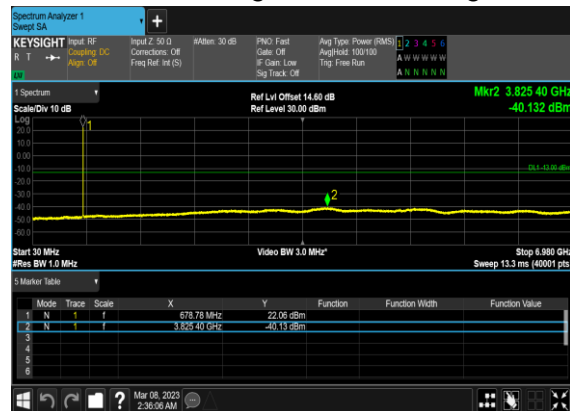 Spectrum Analyzer 1
Swept SA
+
KEYSIGHT Input: RF Input Z: 50 Ω #Atten: 30 dB PNO: Fast Avg Type: Power (RMS) 1 2 3 4 5 6
R T Coupling: DC Corrections: Off Gate: Off Avg|Hold: 100/100 A W W W W W
Align: Off Freq Ref: Int (S) IF Gain: Low Trig: Free Run
Sig Track: Off A N N N N N
LW
1 Spectrum Ref Lvl Offset 14.60 dB Mkr2 3.825 40 GHz
Scale/Div 10 dB Ref Level 30.00 dBm -40.132 dBm
Log
1
20.0
10.0
0.00
-10.0 DL1 -13.00 dBm
-20.0
-30.0
2
-40.0
-50.0
-60.0
Start 30 MHz Video BW 3.0 MHz* Stop 6.980 GHz
#Res BW 1.0 MHz Sweep 13.3 ms (40001 pts)
5 Marker Table
Mode Trace Scale X Y Function Function Width Function Value
1 N 1 f 678.78 MHz 22.06 dBm
2 N 1 f 3.825 40 GHz -40.13 dBm
3
4
5
6
? Mar 08, 2023
2:36:06 AM